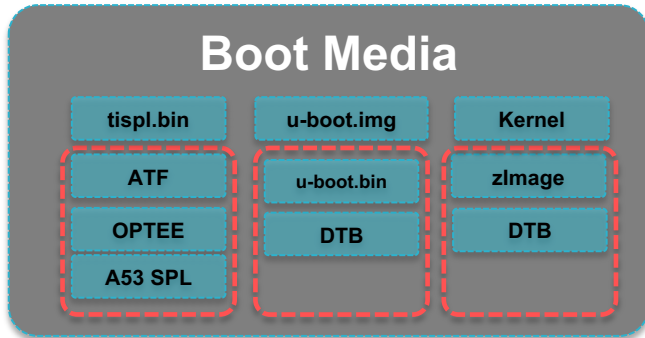 Boot Media
tispl.bin
u-boot.img
Kernel
ATF
OPTEE
A53 SPL
u-boot.bin
DTB
zImage
DTB